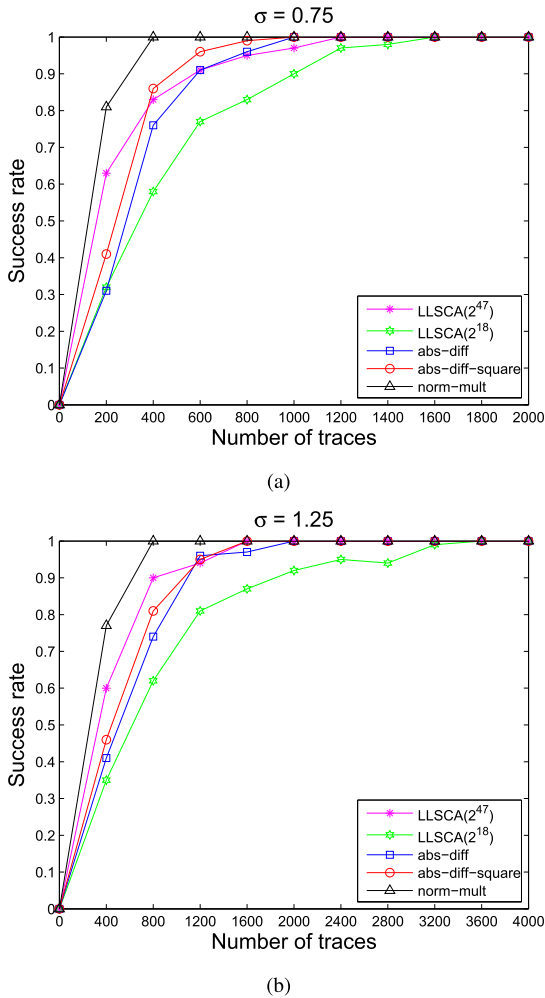 σ = 0.75
Success rate
1
0.9
0.8
0.7
0.6
0.5
0.4
0.3
0.2
0.1
0
0 200 400 600 800 1000 1200 1400 1600 1800 2000
Number of traces
LLSCA(2^47)
LLSCA(2^18)
abs-diff
abs-diff-square
norm-mult
(a)
σ = 1.25
Success rate
1
0.9
0.8
0.7
0.6
0.5
0.4
0.3
0.2
0.1
0
0 400 800 1200 1600 2000 2400 2800 3200 3600 4000
Number of traces
LLSCA(2^47)
LLSCA(2^18)
abs-diff
abs-diff-square
norm-mult
(b)